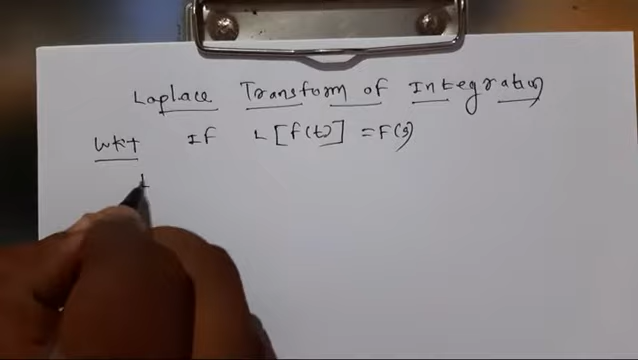 Laplace Transform of Integration
WKT If L[f(t)] = F(s)
L